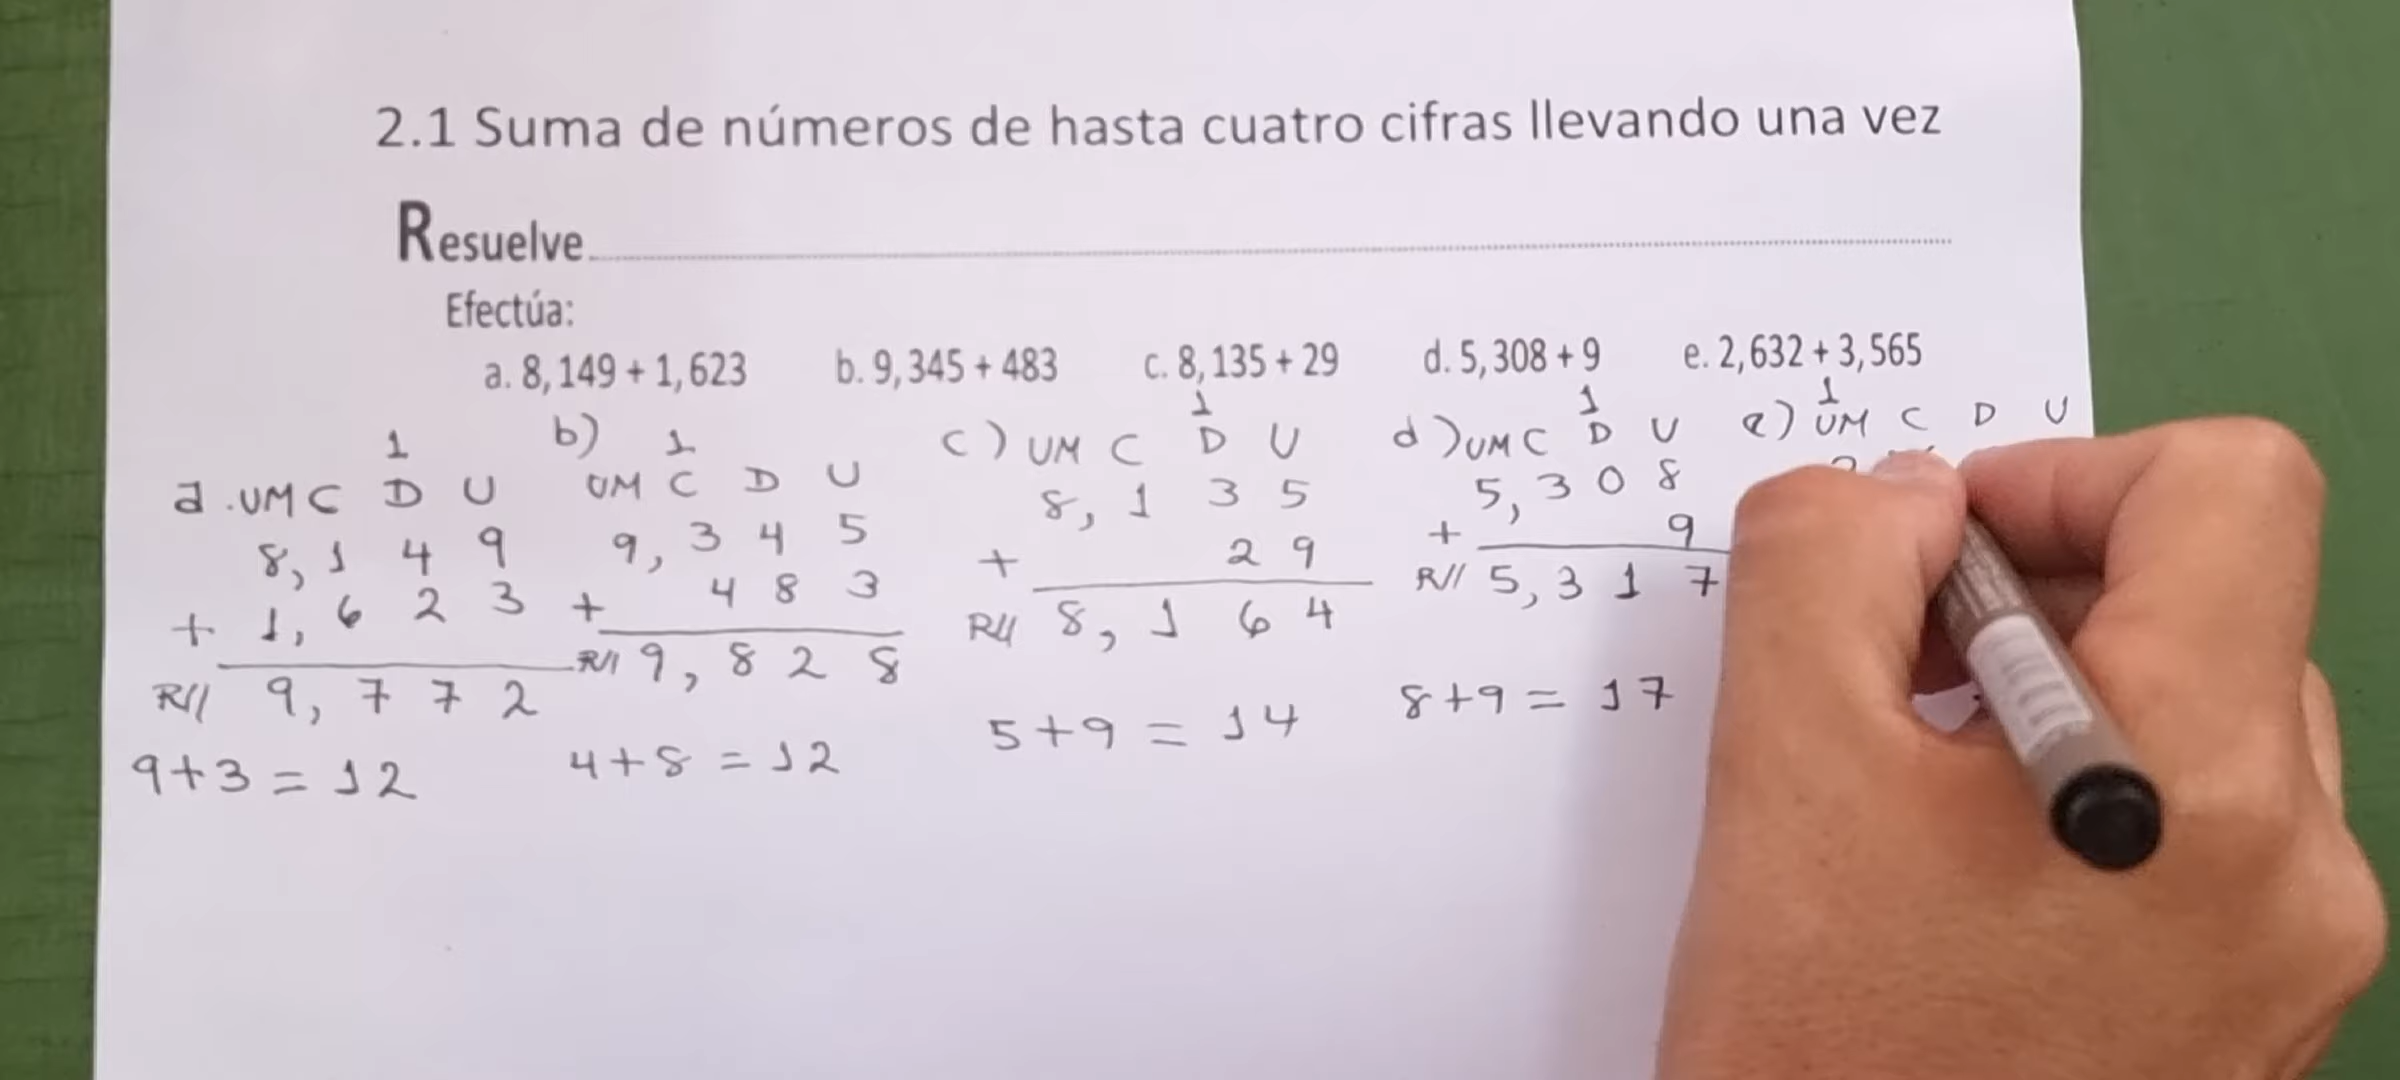 2.1 Suma de números de hasta cuatro cifras llevando una vez
Resuelve
Efectúa:
a. 8,149 + 1,623 b. 9,345 + 483 c. 8,135 + 29 d. 5,308 + 9 e. 2,632 + 3,565
a. 1
UM C D U
8,1 4 9
+ 1,6 2 3
R// 9,7 7 2
9+3 = 12
b) 1
UM C D U
9,3 4 5
+ 4 8 3
R// 9,8 2 8
4+8 = 12
c) 1
UM C D U
8,1 3 5
+ 2 9
R// 8,1 6 4
5+9 = 14
d) 1
UM C D U
5,3 0 8
+ 9
R// 5,3 1 7
8+9 = 17
e) 1
UM C D U